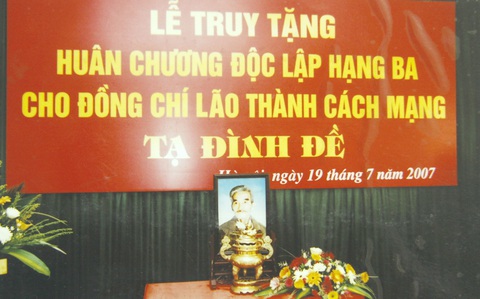 LỄ TRUY TẶNG
HUÂN CHƯƠNG ĐỘC LẬP HẠNG BA
CHO ĐỒNG CHÍ LÃO THÀNH CÁCH MẠNG
TẠ ĐÌNH ĐỀ
ngày 19 tháng 7 năm 2007